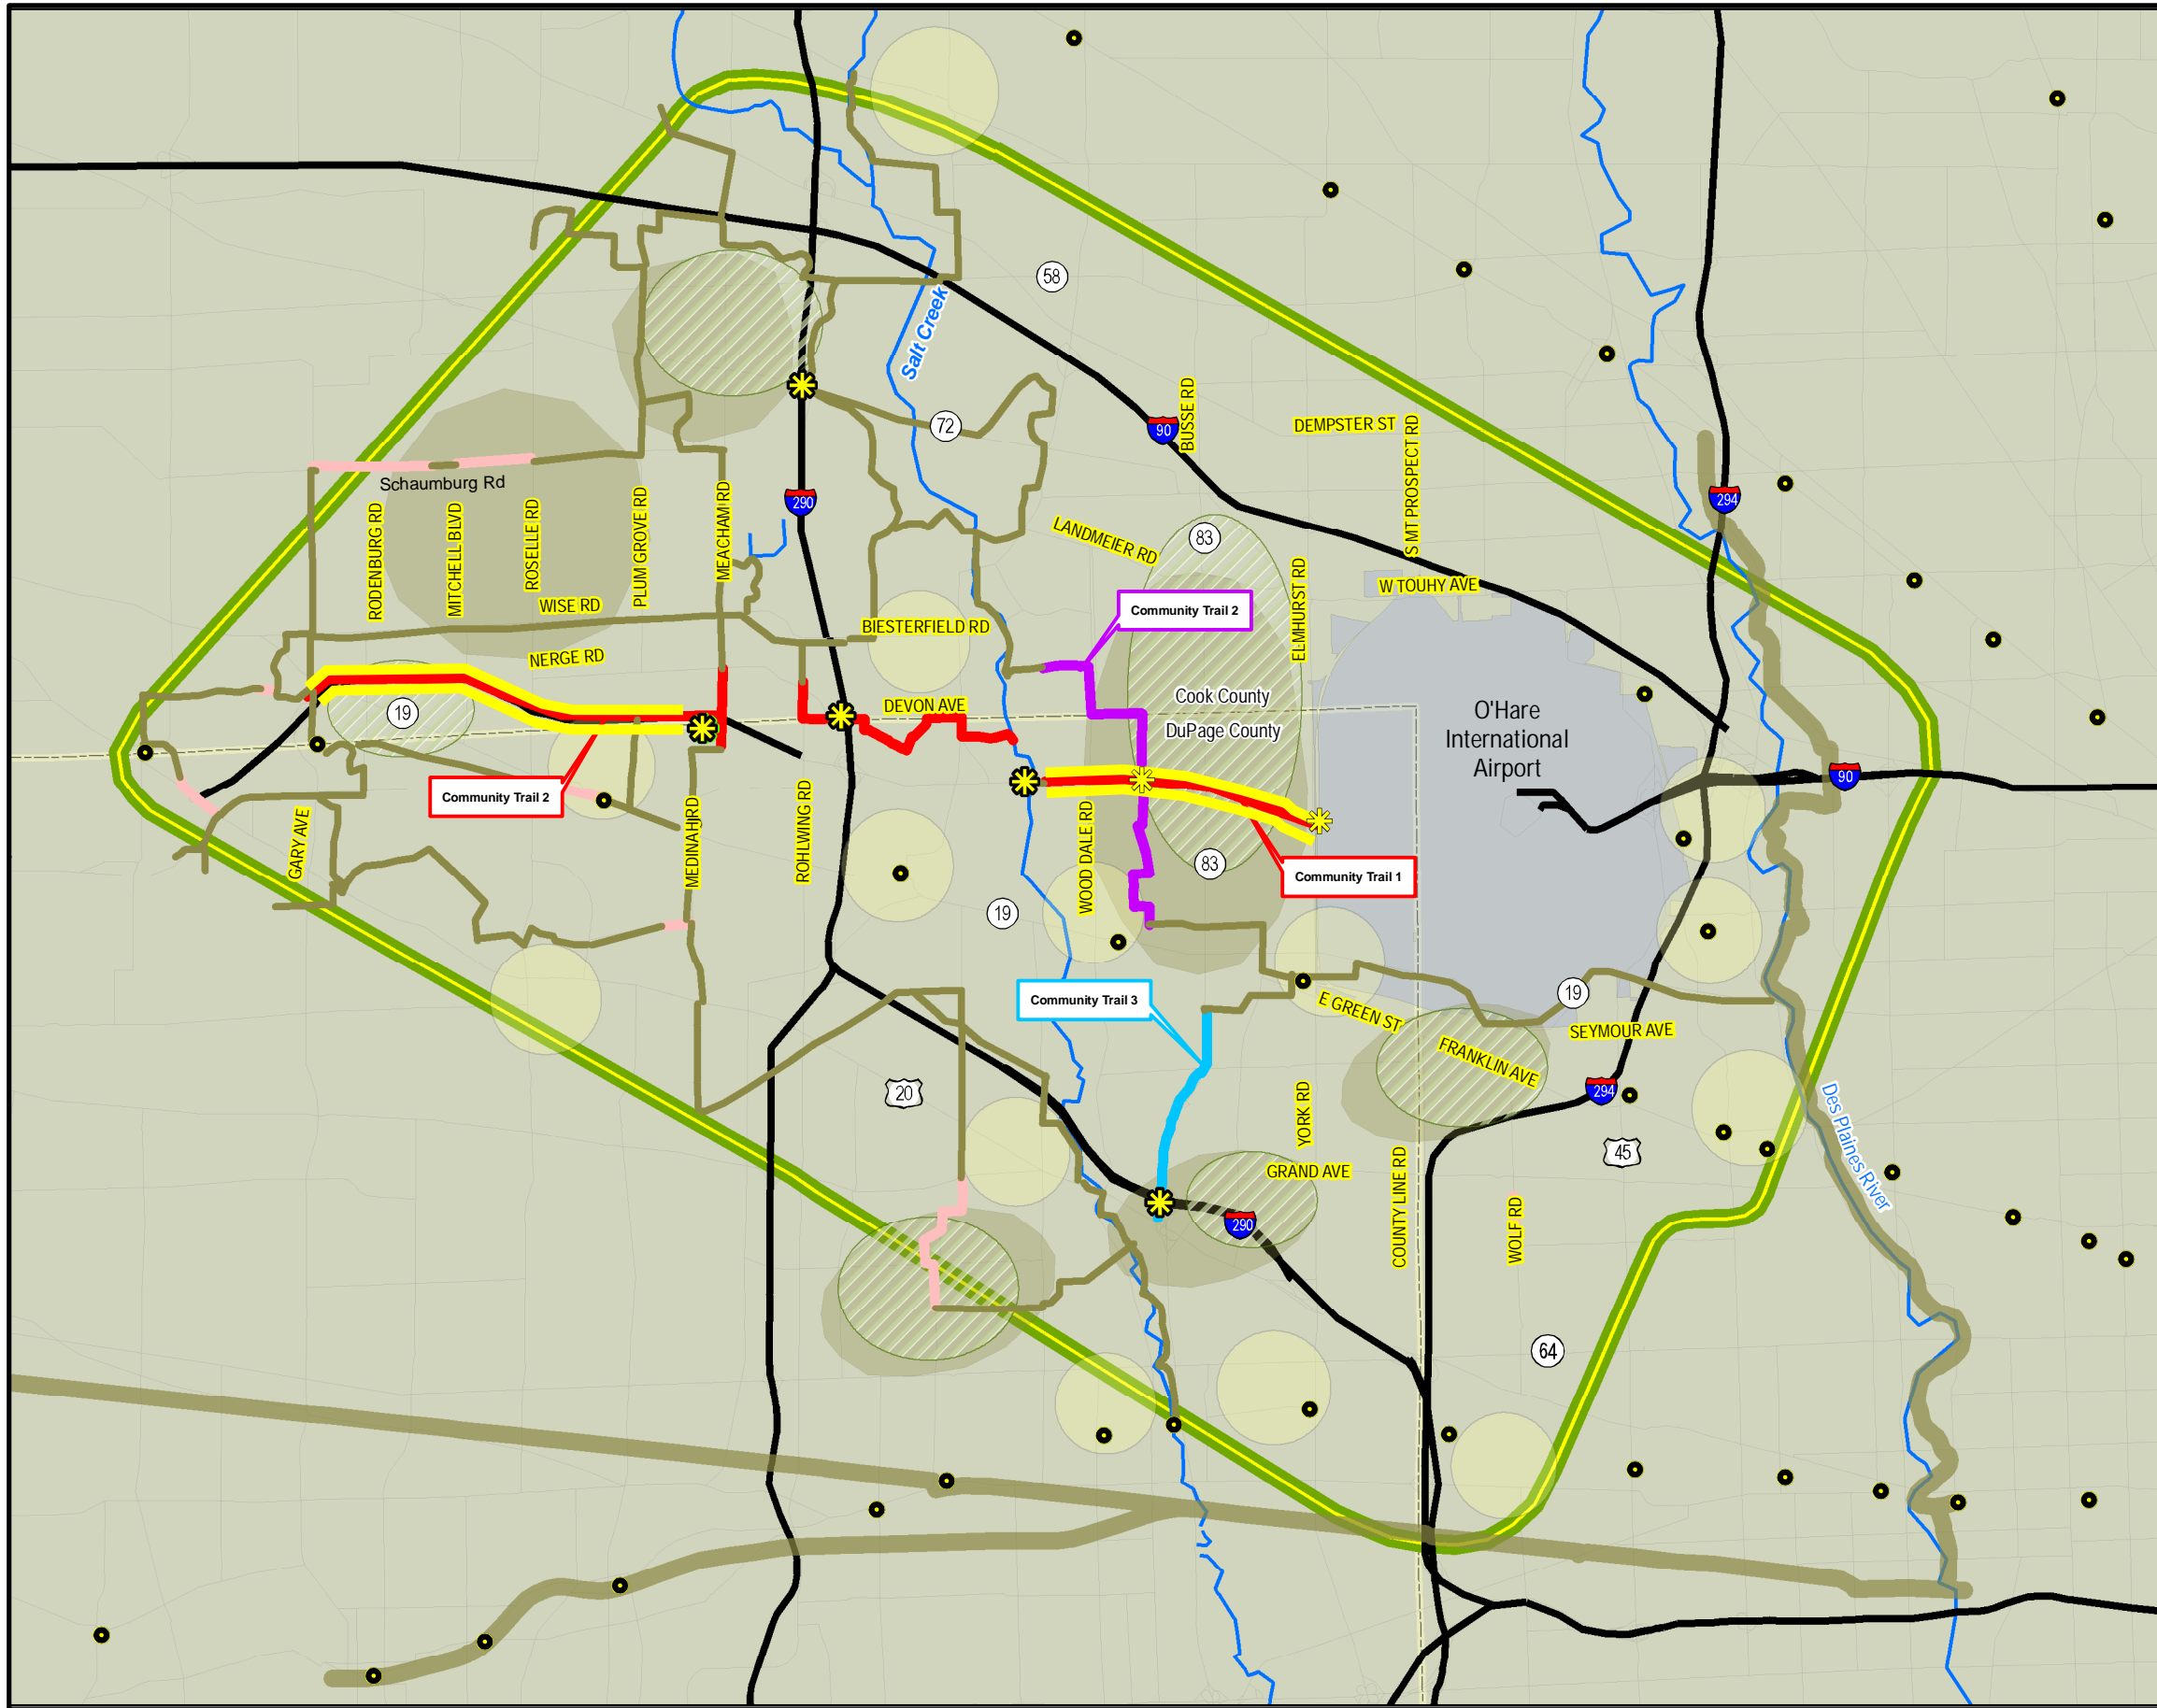 58
Salt Creek
72
90
BUSSE RD
DEMPSTER ST
S MT PROSPECT RD
Schaumburg Rd
290
294
RODENBURG RD
MITCHELL BLVD
ROSELLE RD
PLUM GROVE RD
MEACHAM RD
LANDMEIER RD
83
ELMHURST RD
W TOUHY AVE
WISE RD
Community Trail 2
BIESTERFIELD RD
NERGE RD
19
DEVON AVE
Cook County
DuPage County
O'Hare
International
Airport
90
Community Trail 2
GARY AVE
MEDINAH RD
ROHLWING RD
WOOD DALE RD
83
Community Trail 1
19
Community Trail 3
19
E GREEN ST
SEYMOUR AVE
FRANKLIN AVE
20
YORK RD
294
Des Plaines River
45
COUNTY LINE RD
GRAND AVE
WOLF RD
290
64